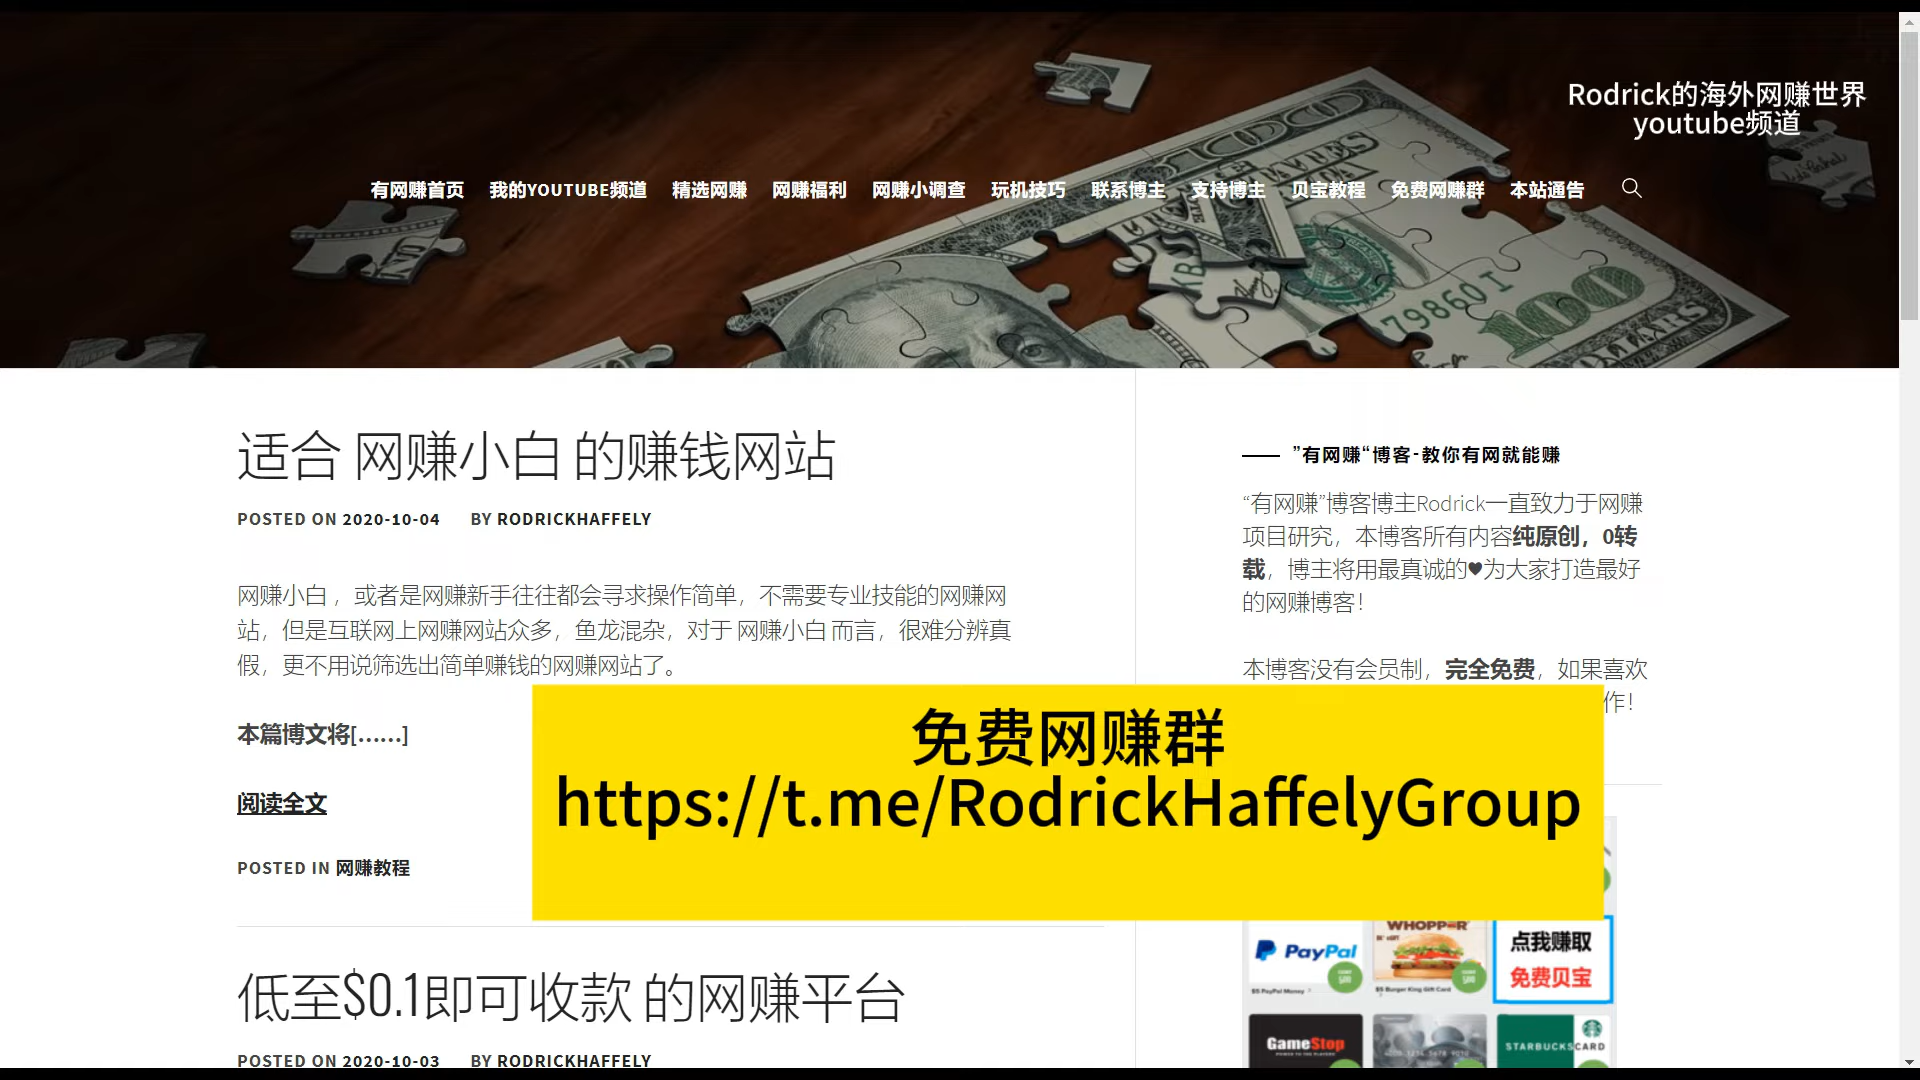 Rodrick的海外网赚世界
youtube频道
有网赚首页 我的YOUTUBE频道 精选网赚 网赚福利 网赚小调查 玩机技巧 联系博主 支持博主 贝宝教程 免费网赚群 本站通告
适合 网赚小白 的赚钱网站
POSTED ON 2020-10-04 BY RODRICKHAFFELY
网赚小白 ，或者是网赚新手往往都会寻求操作简单，不需要专业技能的网赚网
站，但是互联网上网赚网站众多，鱼龙混杂，对于 网赚小白 而言，很难分辨真
假，更不用说筛选出简单赚钱的网赚网站了。
本篇博文将[……]
阅读全文
POSTED IN 网赚教程
低至$0.1即可收款 的网赚平台
POSTED ON 2020-10-03 BY RODRICKHAFFELY
”有网赚“博客-教你有网就能赚
“有网赚”博客博主Rodrick一直致力于网赚
项目研究，本博客所有内容纯原创，0转
载，博主将用最真诚的♥为大家打造最好
的网赚博客！
本博客没有会员制，完全免费，如果喜欢
作！
免费网赚群
https://t.me/RodrickHaffelyGroup
PayPal
WHOPPER
点我赚取
免费贝宝
$5 PayPal Money
$5 Burger King Gift Card
GameStop
STARBUCKS CARD